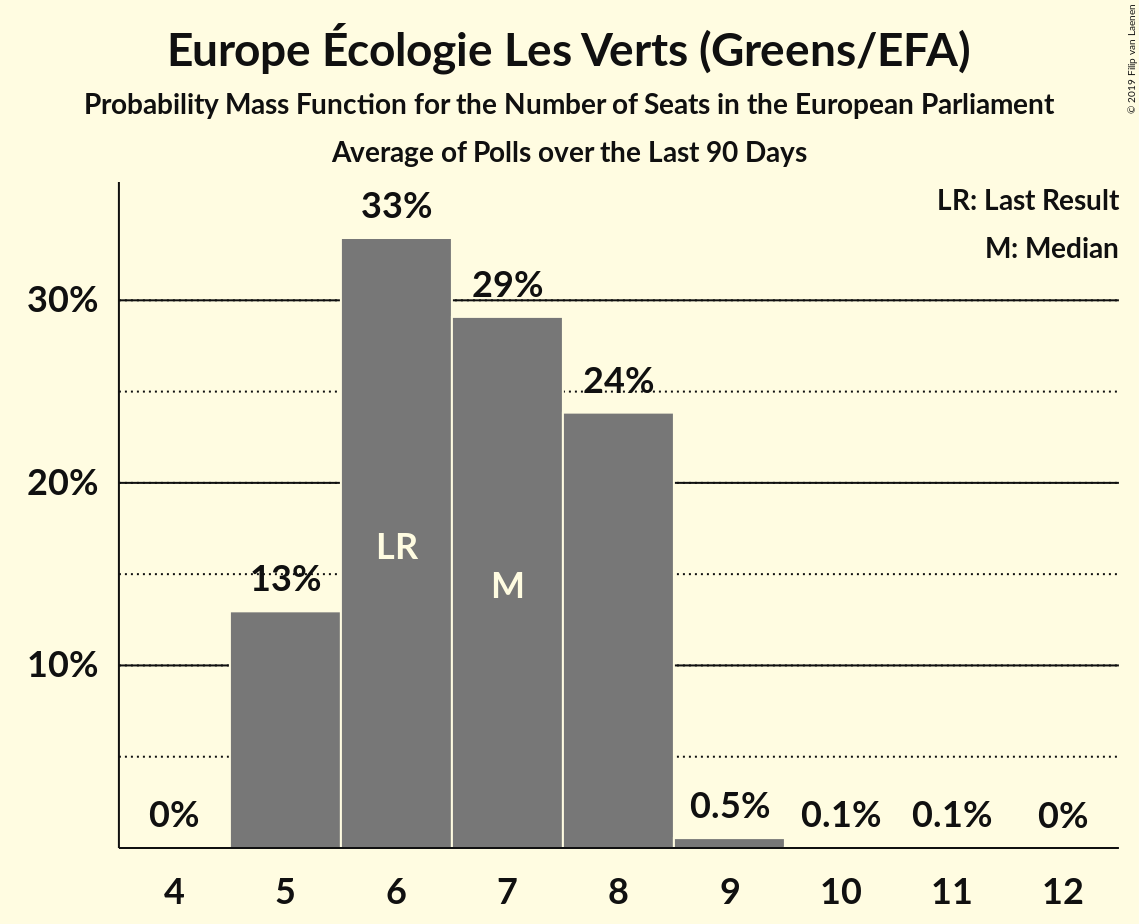 Europe Écologie Les Verts (Greens/EFA)
Probability Mass Function for the Number of Seats in the European Parliament
Average of Polls over the Last 90 Days
© 2019 Filip van Laenen
LR: Last Result
M: Median
33%
29%
30%
24%
20%
LR
13%
M
10%
0%
0.5%
0.1%
0.1%
0%
4 5 6 7 8 9 10 11 12